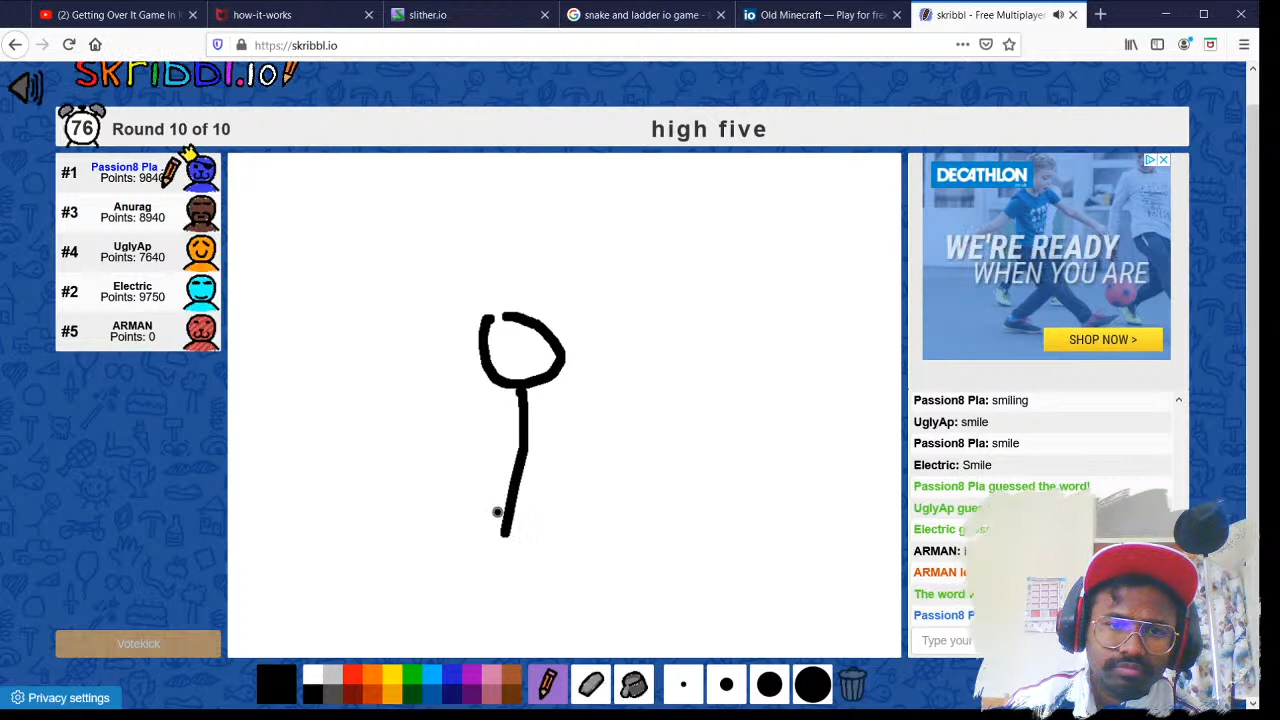 (2) Getting Over It Game In
how-it-works
slither.io
snake and ladder io game -
Old Minecraft — Play for free
skribbl - Free Multiplayer
https://skribbl.io
skribbl.io
76
Round 10 of 10
high five
#1
Passion8 Pla
Points: 9840
#3
Anurag
Points: 8940
#4
UglyAp
Points: 7640
#2
Electric
Points: 9750
#5
ARMAN
Points: 0
DECATHLON
WE'RE READY
WHEN YOU ARE
SHOP NOW >
Passion8 Pla: smiling
UglyAp: smile
Passion8 Pla: smile
Electric: Smile
Passion8 Pla guessed the word!
UglyAp gues
Electric g
ARMAN:
ARMAN le
The word
Passion8 P
Type your
Votekick
Privacy settings